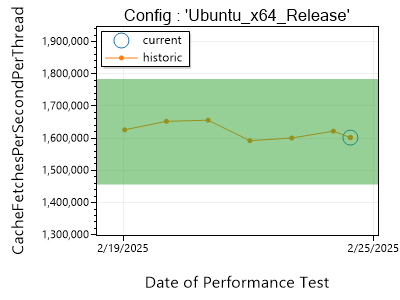 Config : 'Ubuntu_x64_Release'
CacheFetchesPerSecondPerThread
1,900,000
1,800,000
1,700,000
1,600,000
1,500,000
1,400,000
1,300,000
current
historic
2/19/2025
2/25/2025
Date of Performance Test